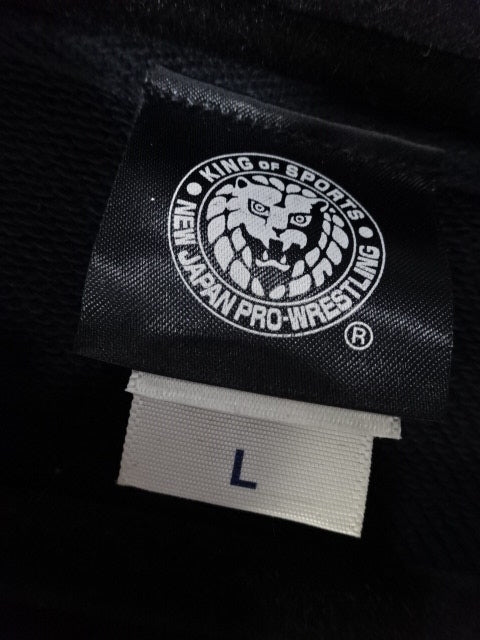 KING OF SPORTS
• NEW JAPAN PRO-WRESTLING •
®
L